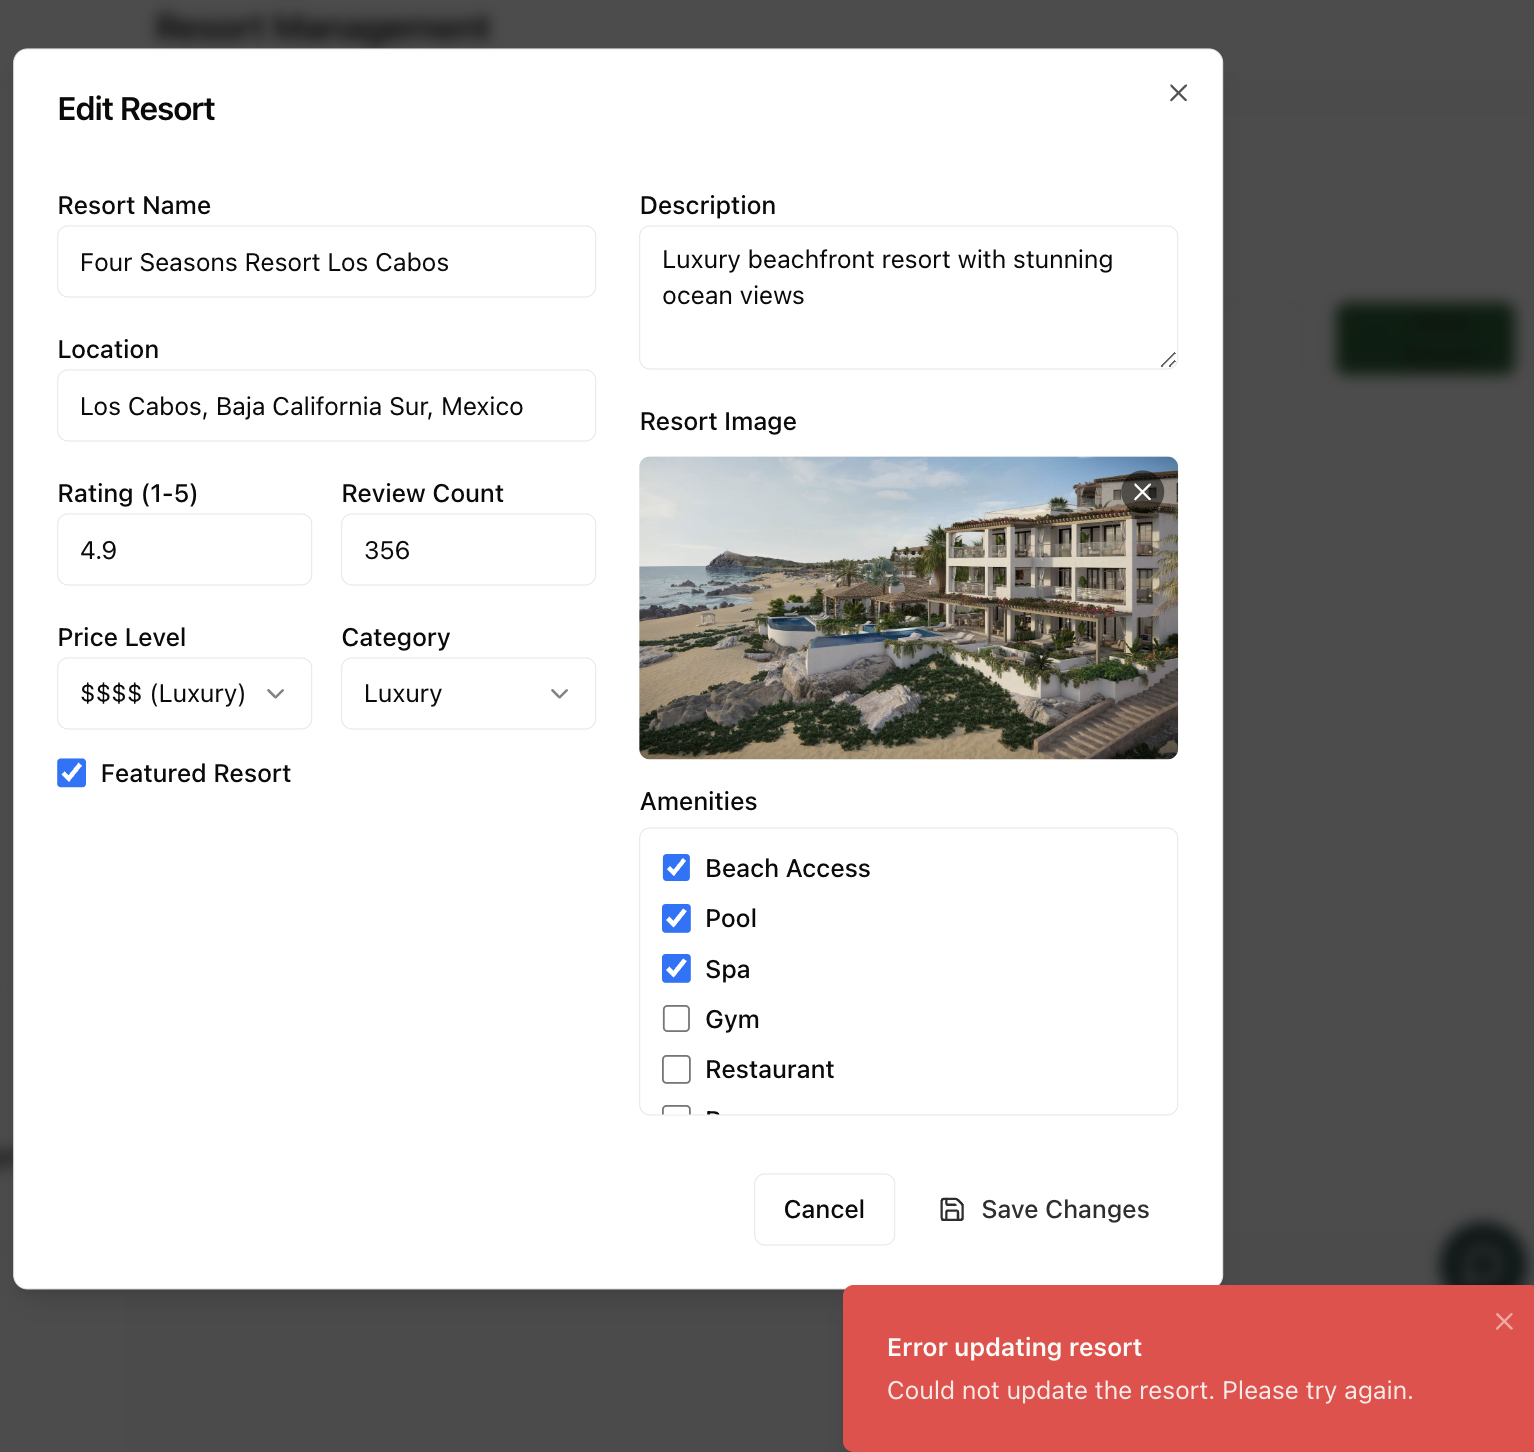 Resort Management
Edit Resort
Resort Name
Four Seasons Resort Los Cabos
Location
Los Cabos, Baja California Sur, Mexico
Rating (1-5)
Review Count
4.9
356
Price Level
Category
$$$$ (Luxury)
Luxury
Featured Resort
Description
Luxury beachfront resort with stunning
ocean views
Resort Image
Amenities
Beach Access
Pool
Spa
Gym
Restaurant
Cancel
Save Changes
Error updating resort
Could not update the resort. Please try again.